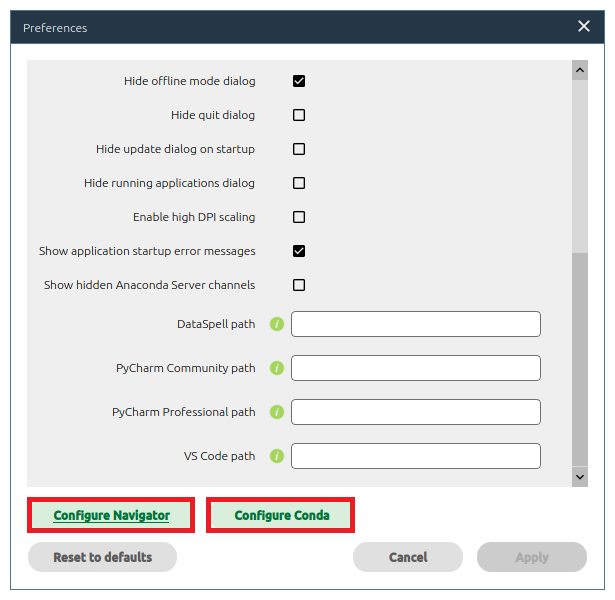 Preferences
Hide offline mode dialog
Hide quit dialog
Hide update dialog on startup
Hide running applications dialog
Enable high DPI scaling
Show application startup error messages
Show hidden Anaconda Server channels
DataSpell path i
PyCharm Community path i
PyCharm Professional path i
VS Code path i
Configure Navigator Configure Conda
Reset to defaults Cancel Apply